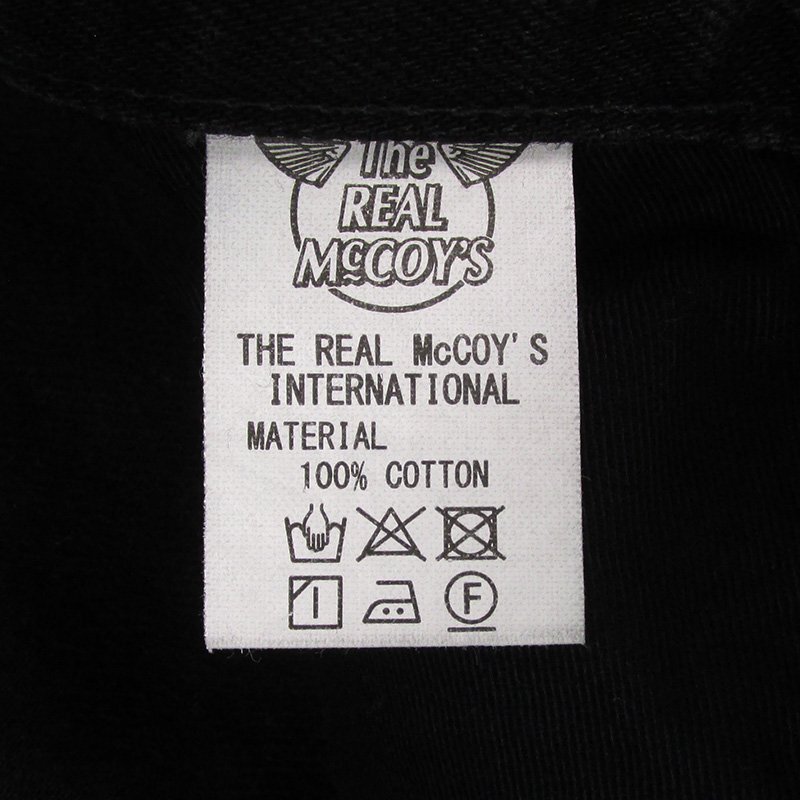 The
REAL
McCOY'S
THE REAL McCOY'S
INTERNATIONAL
MATERIAL
100% COTTON
F